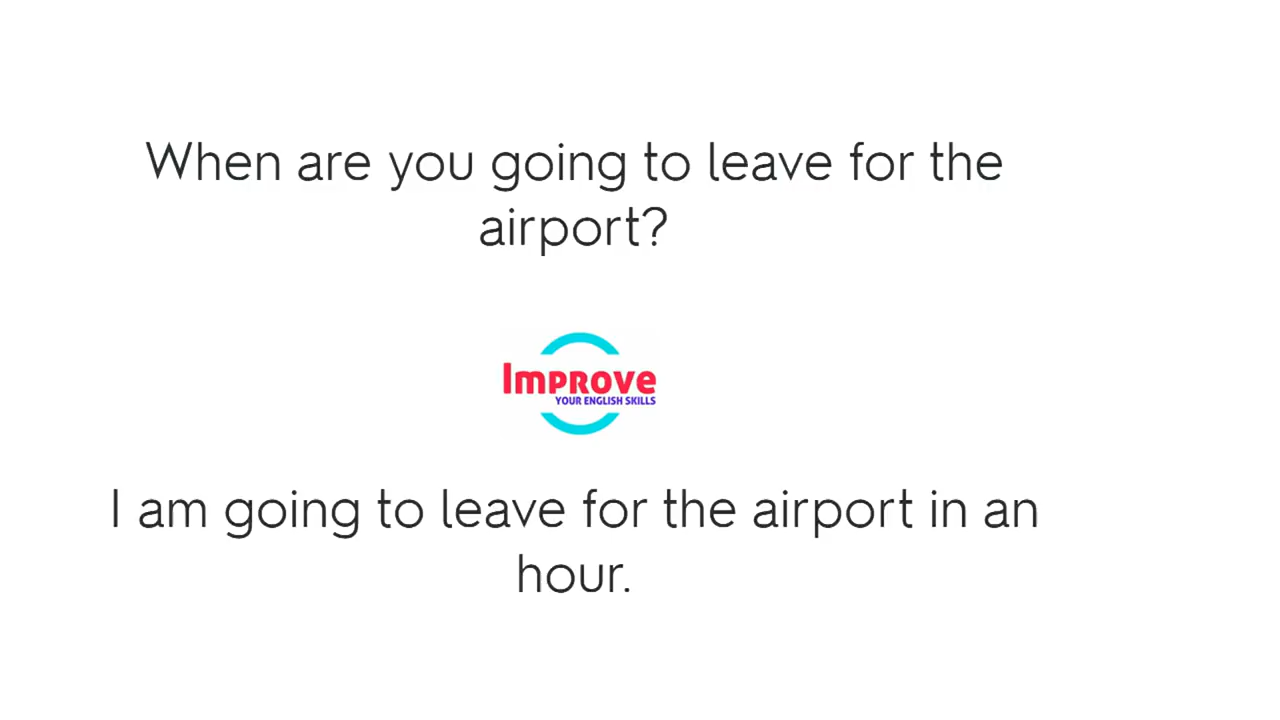 When are you going to leave for the
airport?
Improve
YOUR ENGLISH SKILLS
I am going to leave for the airport in an
hour.